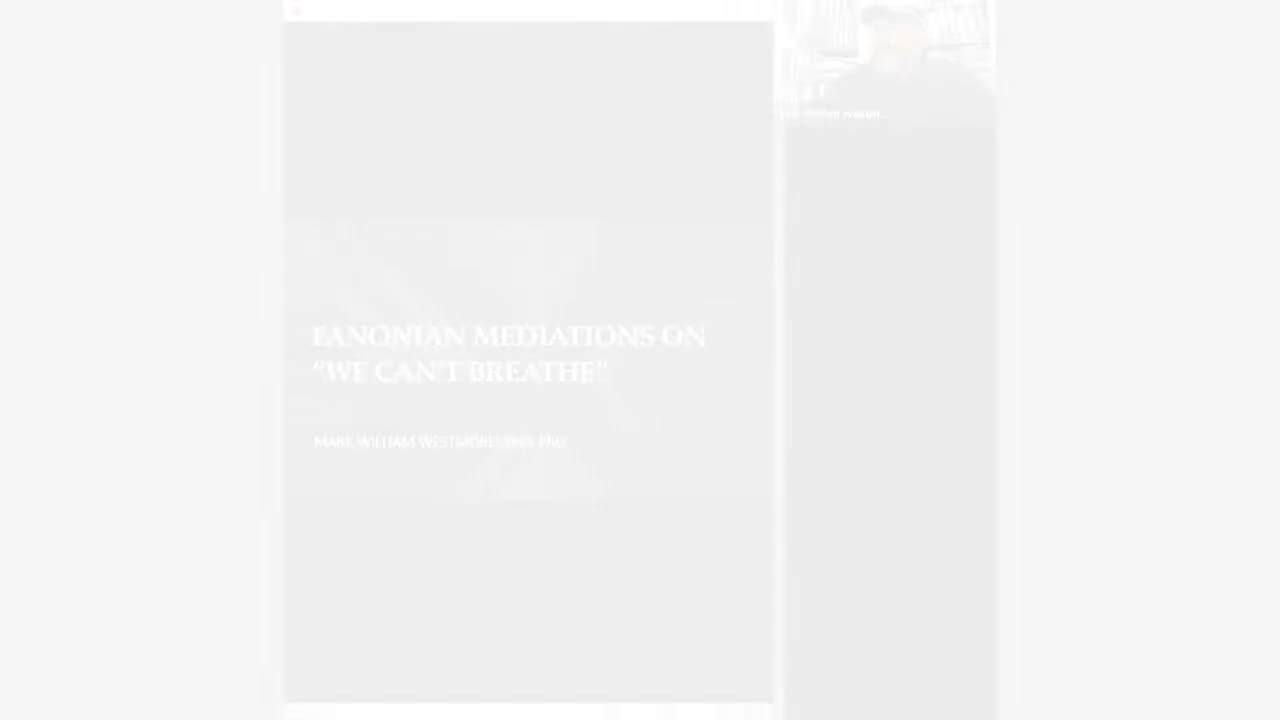 FANONIAN MEDIATIONS ON
“WE CAN’T BREATHE”
MARK WILLIAM WESTMORELAND, PhD